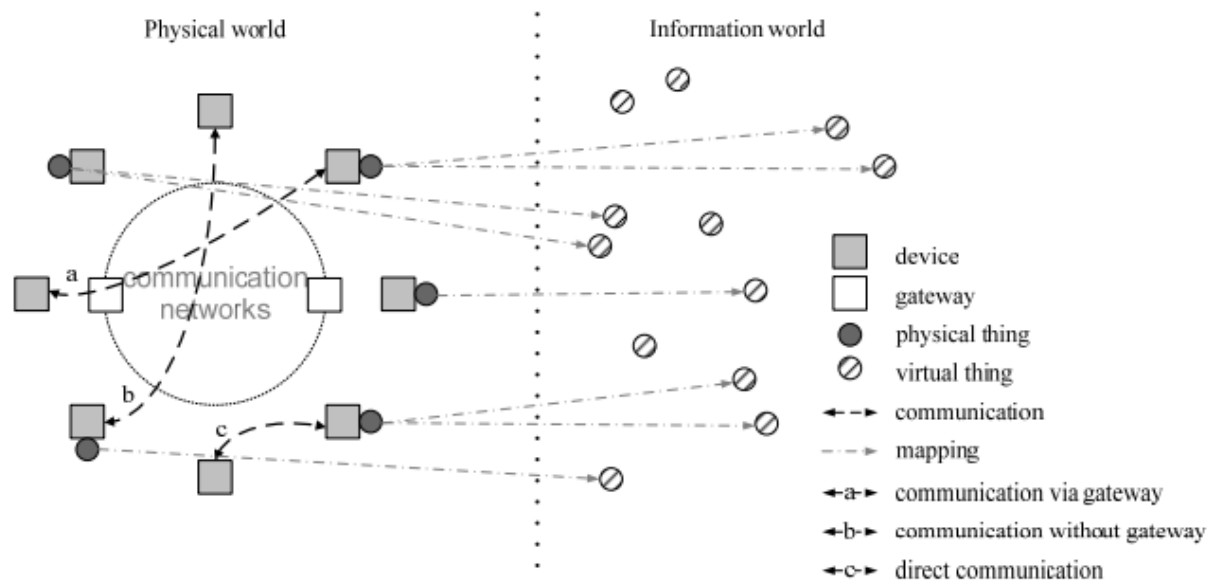 Physical world
Information world
a
communication
networks
b
c
device
gateway
physical thing
virtual thing
communication
mapping
a communication via gateway
b communication without gateway
c direct communication